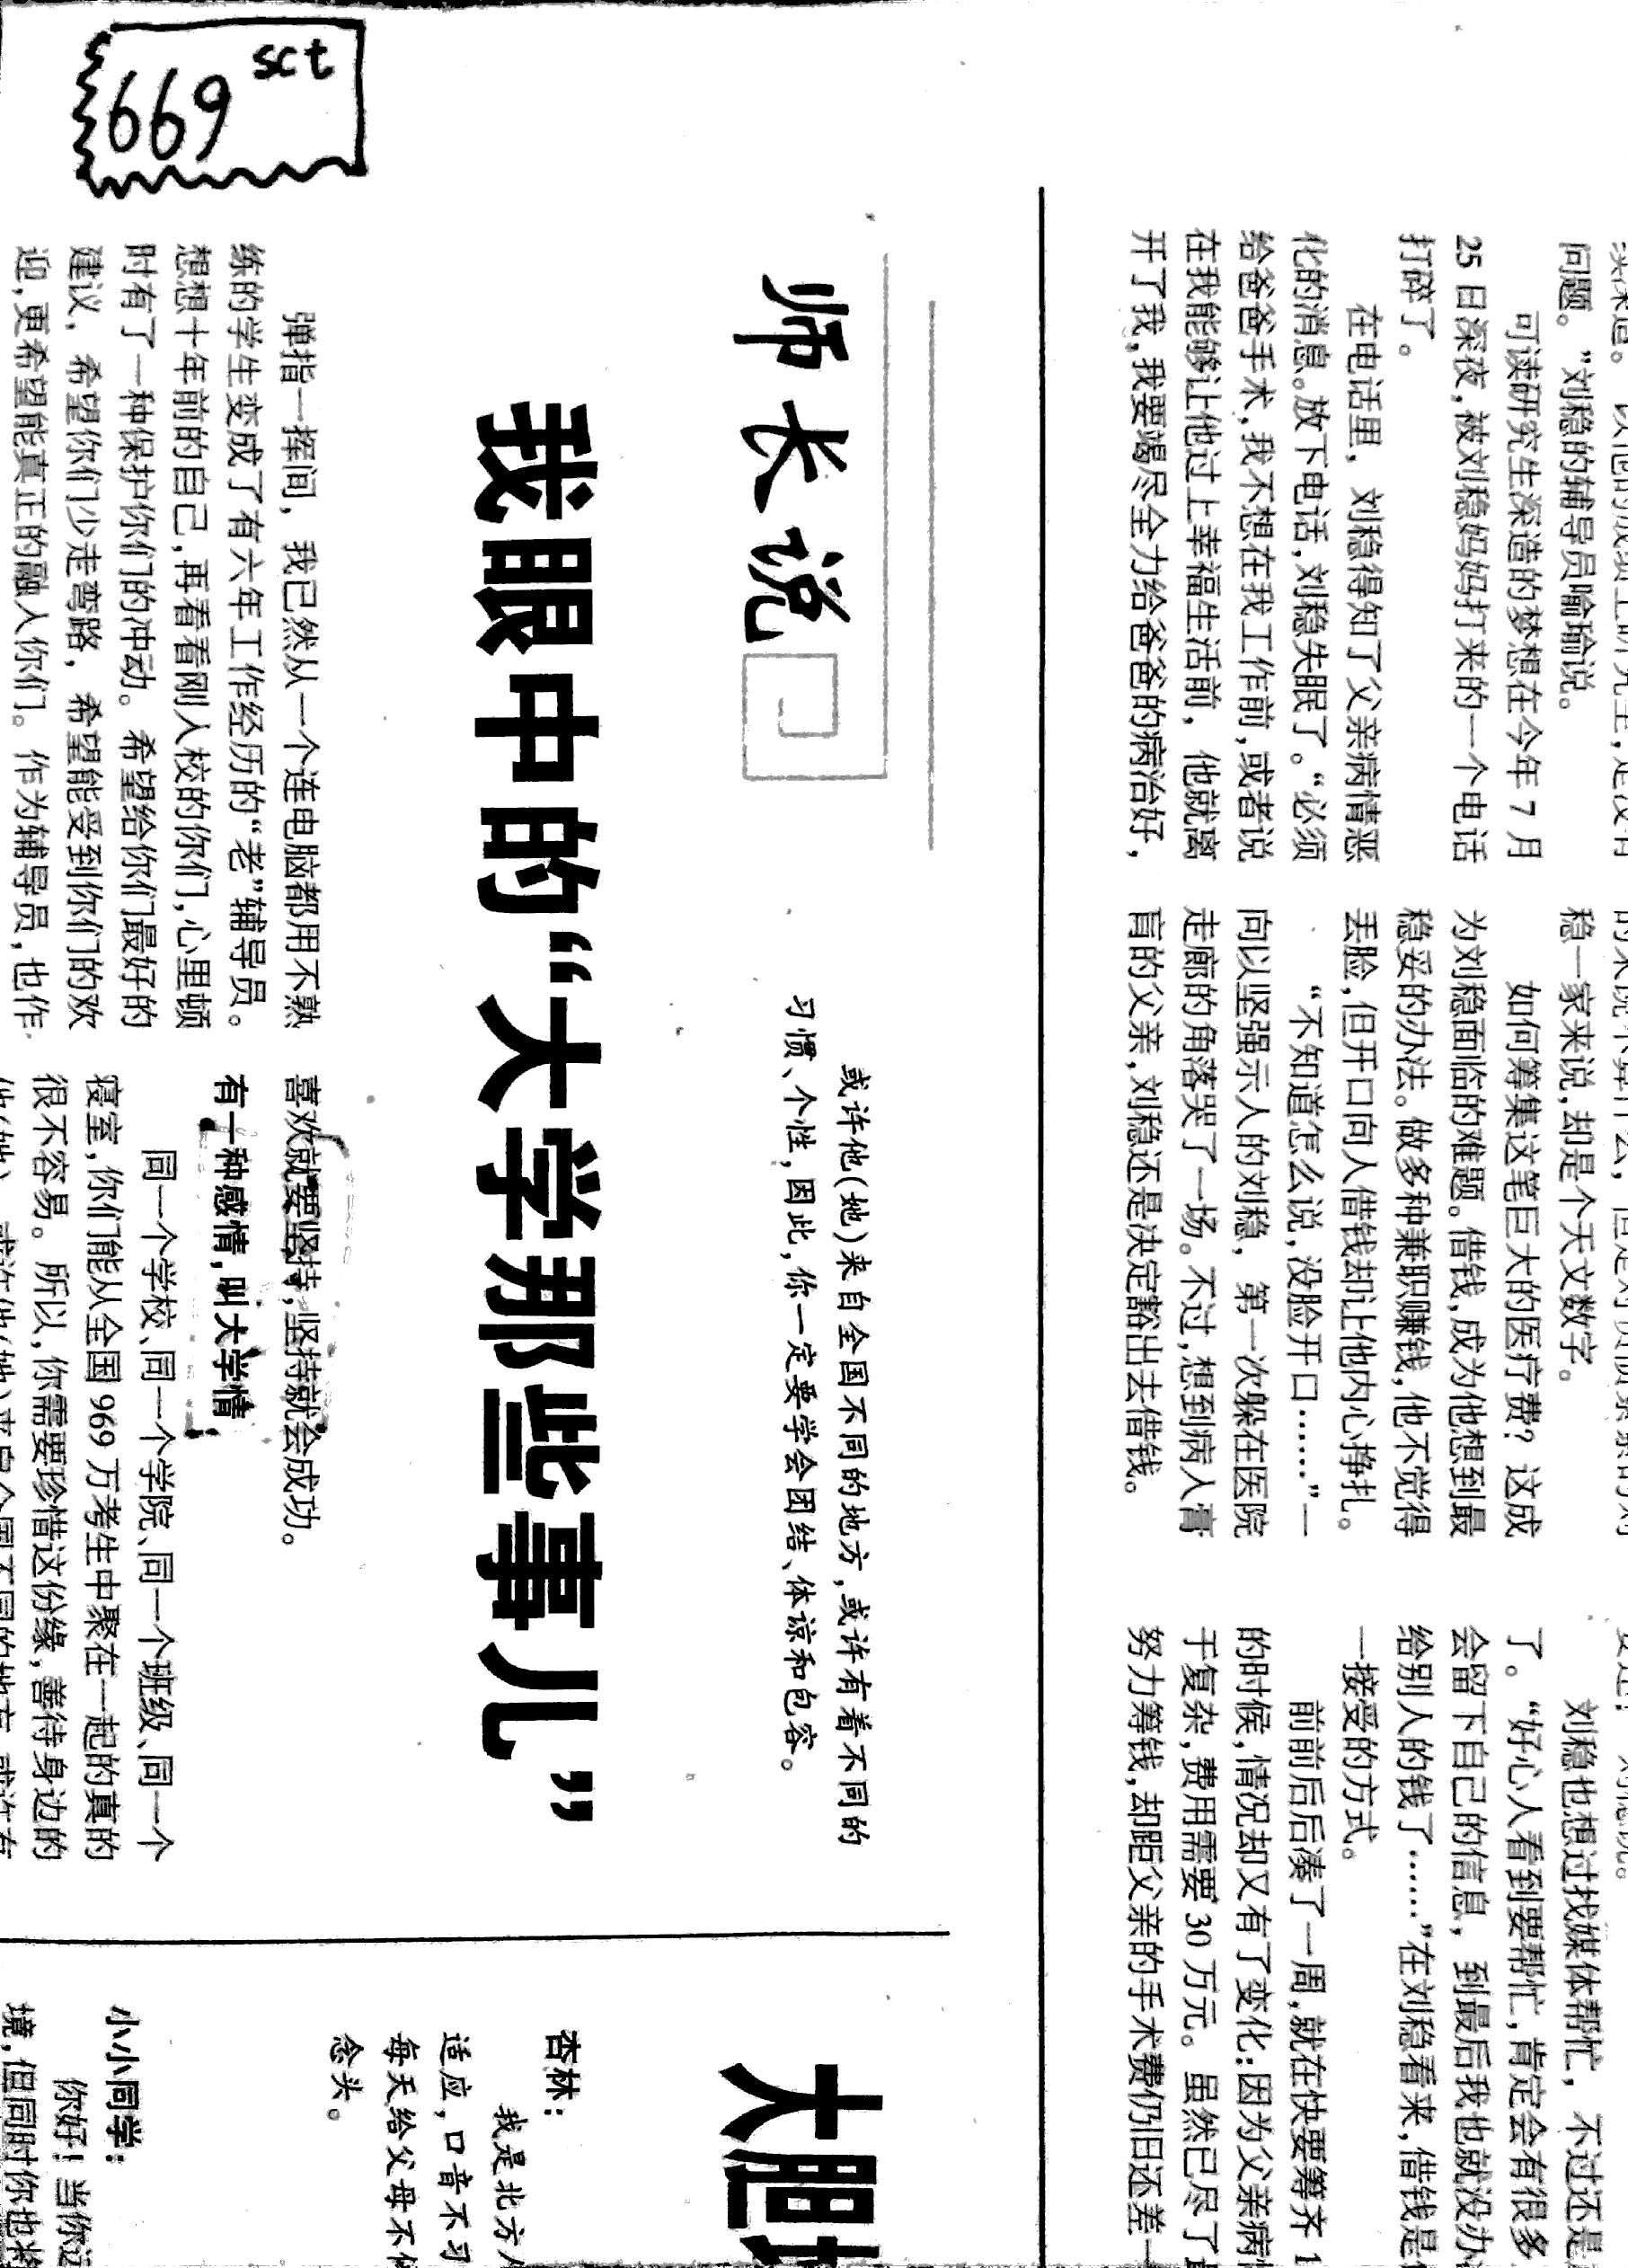 669 sct
问题。”刘稳的辅导员喻瑜说。
可读研究生深造的梦想在今年 7 月
25 日深夜,被刘稳妈妈打来的一个电话
打碎了。
在电话里，刘稳得知了父亲病情恶
化的消息。放下电话,刘稳失眠了。“必须
给爸爸手术,我不想在我工作前,或者说
在我能够让他过上幸福生活前，他就离
开了我,我要竭尽全力给爸爸的病治好，
稳一家来说,却是个天文数字。
如何筹集这笔巨大的医疗费？这成
为刘稳面临的难题。借钱,成为他想到最
稳妥的办法。做多种兼职赚钱,他不觉得
丢脸,但开口向人借钱却让他内心挣扎。
“不知道怎么说,没脸开口……”一
向以坚强示人的刘稳，第一次躲在医院
走廊的角落哭了一场。不过,想到病入膏
肓的父亲,刘稳还是决定豁出去借钱。
刘稳也想过找媒体帮忙，不过还是
了。“好心人看到要帮忙,肯定会有很多
会留下自己的信息，到最后我也就没办
给别人的钱了……”在刘稳看来,借钱是
一接受的方式。
前前后后凑了一周,就在快要筹齐 1
的时候,情况却又有了变化:因为父亲病
于复杂,费用需要 30 万元。虽然已尽了
努力筹钱,却距父亲的手术费仍旧还差一
师长说
我眼中的“大学那些事儿”
或许他(她)来自全国不同的地方,或许有着不同的
习惯、个性,因此,你一定要学会团结、体谅和包容。
弹指一挥间，我已然从一个连电脑都用不熟
练的学生变成了有六年工作经历的“老”辅导员。
想想十年前的自己,再看看刚入校的你们,心里顿
时有了一种保护你们的冲动。希望给你们最好的
建议，希望你们少走弯路，希望能受到你们的欢
迎,更希望能真正的融入你们。作为辅导员,也作
喜欢就要坚持,坚持就会成功。
有一种感情,叫大学情
同一个学校、同一个学院、同一个班级、同一个
寝室,你们能从全国 969 万考生中聚在一起的真的
很不容易。所以,你需要珍惜这份缘,善待身边的
大胆
杏林：
我是北方
适应,口音不习
每天给父母不
念头。
小小同学：
你好！当你
境,但同时你也